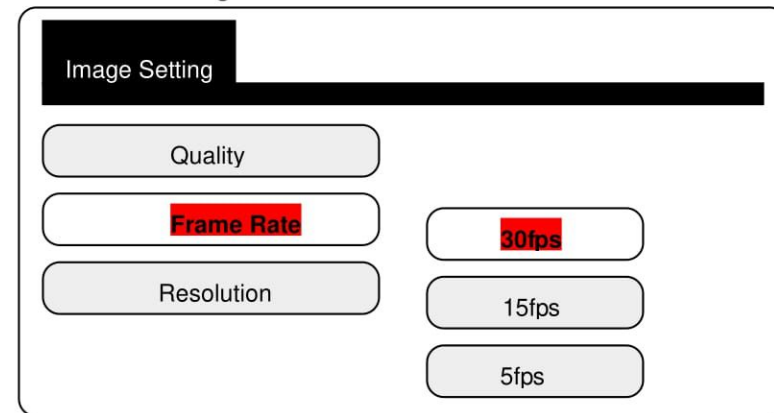 Image Setting
Quality
Frame Rate
30fps
Resolution
15fps
5fps